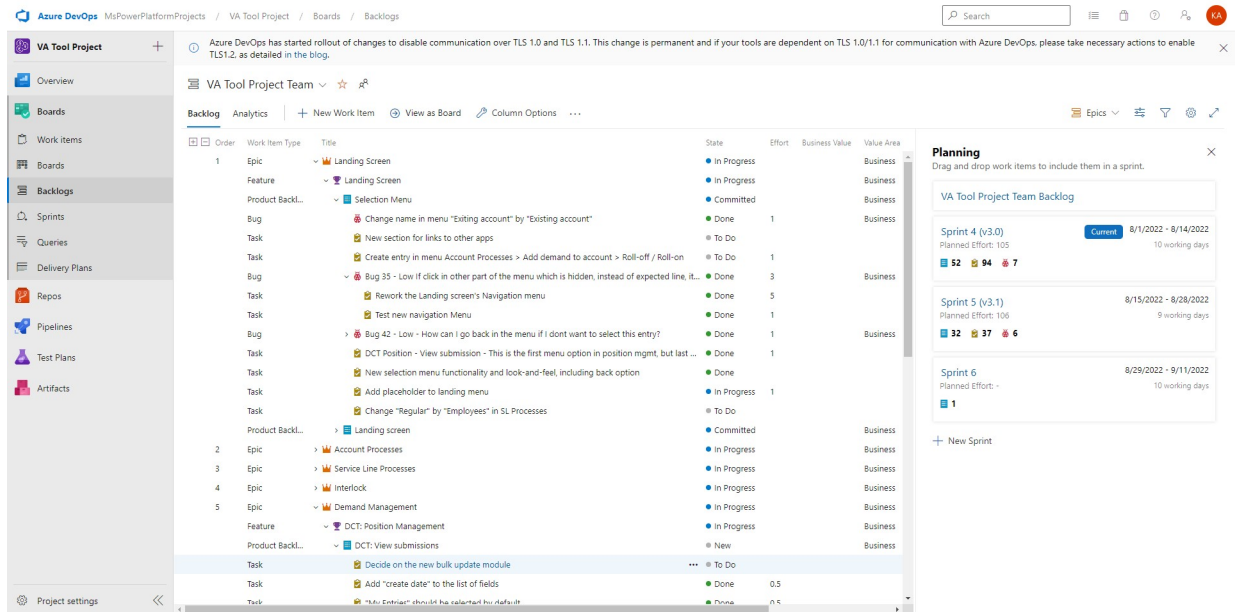 Azure DevOps MsPowerPlatformProjects / VA Tool Project / Boards / Backlogs
Search
KA
VA Tool Project
Azure DevOps has started rollout of changes to disable communication over TLS 1.0 and TLS 1.1. This change is permanent and if your tools are dependent on TLS 1.0/1.1 for communication with Azure DevOps, please take necessary actions to enable
TLS1.2, as detailed in the blog.
Overview
Boards
Work items
Boards
Backlogs
Sprints
Queries
Delivery Plans
Repos
Pipelines
Test Plans
Artifacts
Project settings
VA Tool Project Team
Backlog Analytics New Work Item View as Board Column Options ...
Epics
Order Work Item Type Title State Effort Business Value Value Area
1 Epic Landing Screen In Progress Business
Feature Landing Screen In Progress Business
Product Backl... Selection Menu Committed Business
Bug Change name in menu "Exiting account" by "Existing account" Done 1 Business
Task New section for links to other apps To Do
Task Create entry in menu Account Processes > Add demand to account > Roll-off / Roll-on To Do 1
Bug Bug 35 - Low If click in other part of the menu which is hidden, instead of expected line, it... Done 3 Business
Task Rework the Landing screen's Navigation menu Done 5
Task Test new navigation Menu Done 1
Bug Bug 42 - Low - How can I go back in the menu if I dont want to select this entry? Done 1 Business
Task DCT Position - View submission - This is the first menu option in position mgmt, but last ... Done 1
Task New selection menu functionality and look-and-feel, including back option Done
Task Add placeholder to landing menu In Progress 1
Task Change "Regular" by "Employees" in SL Processes To Do
Product Backl... Landing screen Committed Business
2 Epic Account Processes In Progress Business
3 Epic Service Line Processes In Progress Business
4 Epic Interlock In Progress Business
5 Epic Demand Management In Progress Business
Feature DCT: Position Management In Progress Business
Product Backl... DCT: View submissions New Business
Task Decide on the new bulk update module ... To Do
Task Add "create date" to the list of fields Done 0.5
Task "My Entries" should be selected by default Done 0.5
Planning
Drag and drop work items to include them in a sprint.
VA Tool Project Team Backlog
Sprint 4 (v3.0) Current 8/1/2022 - 8/14/2022
Planned Effort: 105 10 working days
52 94 7
Sprint 5 (v3.1) 8/15/2022 - 8/28/2022
Planned Effort: 106 9 working days
32 37 6
Sprint 6 8/29/2022 - 9/11/2022
Planned Effort: - 10 working days
1
New Sprint